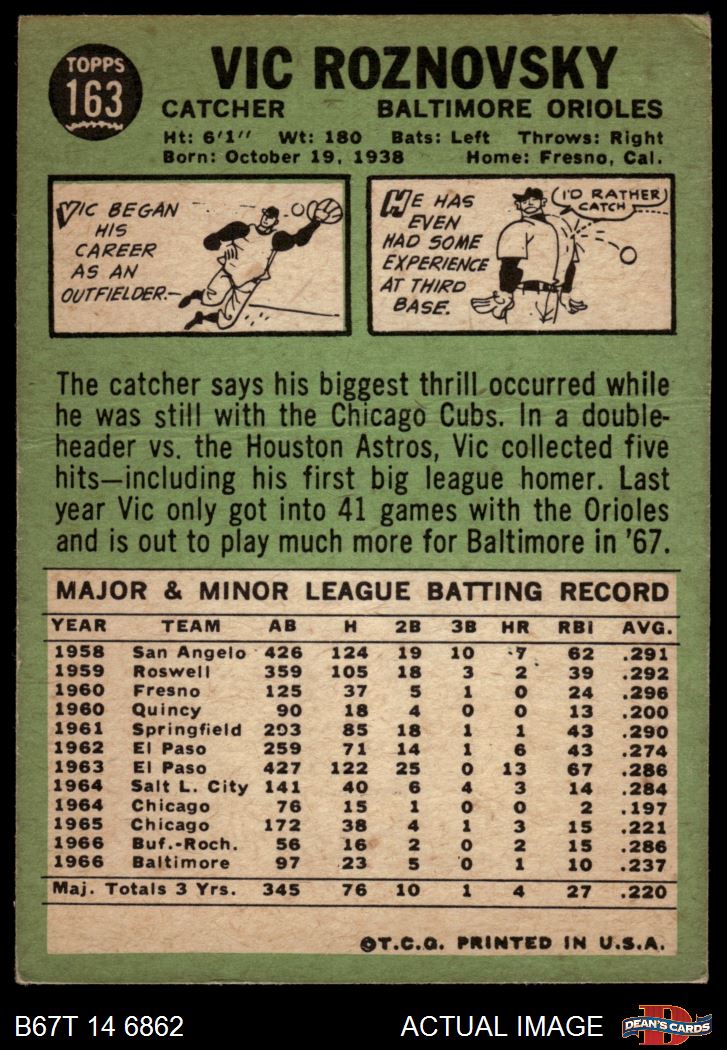 TOPPS
163
VIC ROZNOVSKY
CATCHER BALTIMORE ORIOLES
Ht: 6'1" Wt: 180 Bats: Left Throws: Right
Born: October 19, 1938 Home: Fresno, Cal.
VIC BEGAN
HIS
CAREER
AS AN
OUTFIELDER.—
HE HAS
EVEN
HAD SOME
EXPERIENCE
AT THIRD
BASE.
I'D RATHER
CATCH
The catcher says his biggest thrill occurred while
he was still with the Chicago Cubs. In a double-
header vs. the Houston Astros, Vic collected five
hits—including his first big league homer. Last
year Vic only got into 41 games with the Orioles
and is out to play much more for Baltimore in '67.
MAJOR & MINOR LEAGUE BATTING RECORD
YEAR TEAM AB H 2B 3B HR RBI AVG.
1958 San Angelo 426 124 19 10 7 62 .291
1959 Roswell 359 105 18 3 2 39 .292
1960 Fresno 125 37 5 1 0 24 .296
1960 Quincy 90 18 4 0 0 13 .200
1961 Springfield 293 85 18 1 1 43 .290
1962 El Paso 259 71 14 1 6 43 .274
1963 El Paso 427 122 25 0 13 67 .286
1964 Salt L. City 141 40 6 4 3 14 .284
1964 Chicago 76 15 1 0 0 2 .197
1965 Chicago 172 38 4 1 3 15 .221
1966 Buf.-Roch. 56 16 2 0 2 15 .286
1966 Baltimore 97 23 5 0 1 10 .237
Maj. Totals 3 Yrs. 345 76 10 1 4 27 .220
©T.C.G. PRINTED IN U.S.A.
B67T 14 6862 ACTUAL IMAGE
D
DEAN'S CARDS